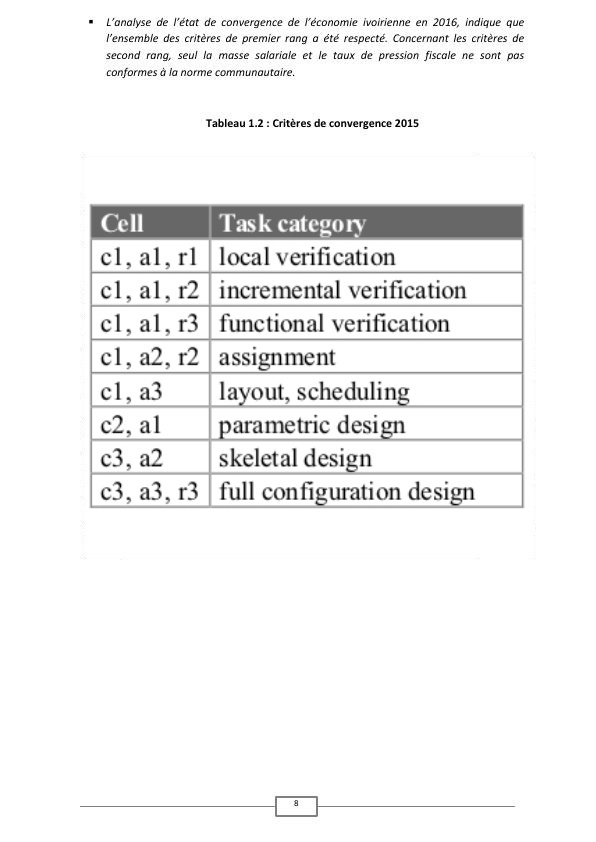 ▪ L'analyse de l'état de convergence de l'économie ivoirienne en 2016, indique que
l'ensemble des critères de premier rang a été respecté. Concernant les critères de
second rang, seul la masse salariale et le taux de pression fiscale ne sont pas
conformes à la norme communautaire.
Tableau 1.2 : Critères de convergence 2015
Cell Task category
c1, a1, r1 local verification
c1, a1, r2 incremental verification
c1, a1, r3 functional verification
c1, a2, r2 assignment
c1, a3 layout, scheduling
c2, a1 parametric design
c3, a2 skeletal design
c3, a3, r3 full configuration design
8